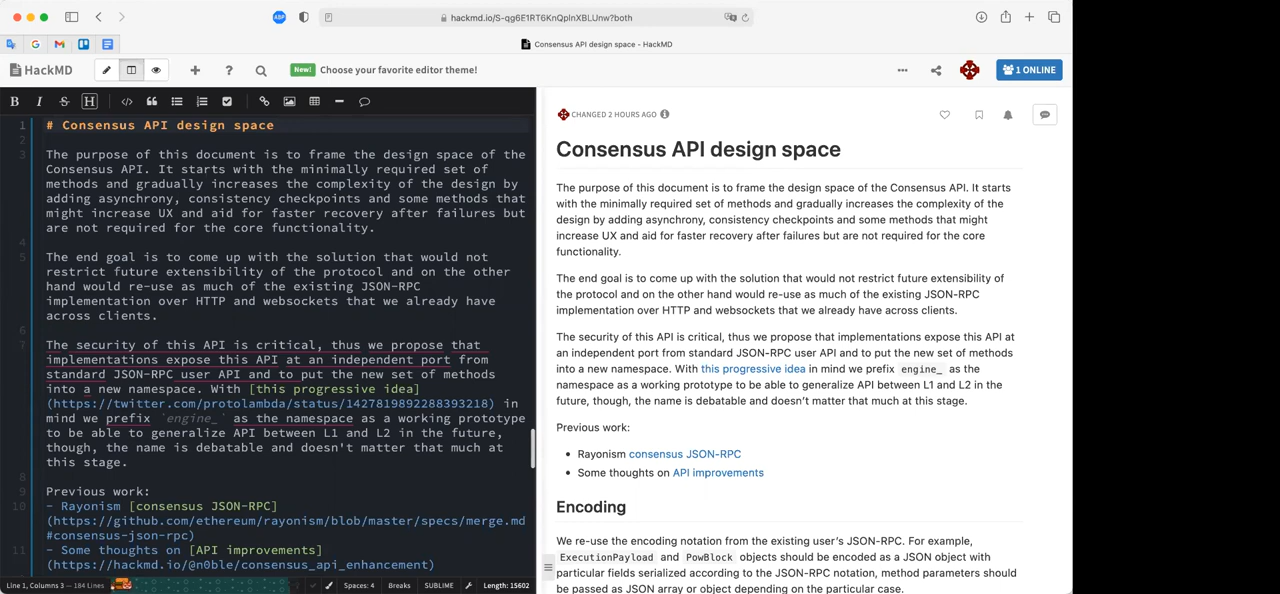 hackmd.io/S-qg6E1RT6KnQpInXBLUnw?both
Consensus API design space - HackMD
HackMD
New!
Choose your favorite editor theme!
1 ONLINE
B I S H
1 # Consensus API design space
2
3 The purpose of this document is to frame the design space of the
Consensus API. It starts with the minimally required set of
methods and gradually increases the complexity of the design by
adding asynchrony, consistency checkpoints and some methods that
might increase UX and aid for faster recovery after failures but
are not required for the core functionality.
4
5 The end goal is to come up with the solution that would not
restrict future extensibility of the protocol and on the other
hand would re-use as much of the existing JSON-RPC
implementation over HTTP and websockets that we already have
across clients.
6
7 The security of this API is critical, thus we propose that
implementations expose this API at an independent port from
standard JSON-RPC user API and to put the new set of methods
into a new namespace. With [this progressive idea]
(https://twitter.com/protolambda/status/1427819892288393218) in
mind we prefix `engine_` as the namespace as a working prototype
to be able to generalize API between L1 and L2 in the future,
though, the name is debatable and doesn't matter that much at
this stage.
8
9 Previous work:
10 - Rayonism [consensus JSON-RPC]
(https://github.com/ethereum/rayonism/blob/master/specs/merge.md
#consensus-json-rpc)
11 - Some thoughts on [API improvements]
(https://hackmd.io/@n0ble/consensus_api_enhancement)
Line 1, Columns 3 — 184 Lines
Spaces: 4
Breaks
SUBLIME
Length: 15602
CHANGED 2 HOURS AGO
Consensus API design space
The purpose of this document is to frame the design space of the Consensus API. It starts
with the minimally required set of methods and gradually increases the complexity of the
design by adding asynchrony, consistency checkpoints and some methods that might
increase UX and aid for faster recovery after failures but are not required for the core
functionality.
The end goal is to come up with the solution that would not restrict future extensibility of
the protocol and on the other hand would re-use as much of the existing JSON-RPC
implementation over HTTP and websockets that we already have across clients.
The security of this API is critical, thus we propose that implementations expose this API at
an independent port from standard JSON-RPC user API and to put the new set of methods
into a new namespace. With this progressive idea in mind we prefix engine_ as the
namespace as a working prototype to be able to generalize API between L1 and L2 in the
future, though, the name is debatable and doesn't matter that much at this stage.
Previous work:
• Rayonism consensus JSON-RPC
• Some thoughts on API improvements
Encoding
We re-use the encoding notation from the existing user's JSON-RPC. For example,
ExecutionPayload and PowBlock objects should be encoded as a JSON object with
particular fields serialized according to the JSON-RPC notation, method parameters should
be passed as JSON array or object depending on the particular case.